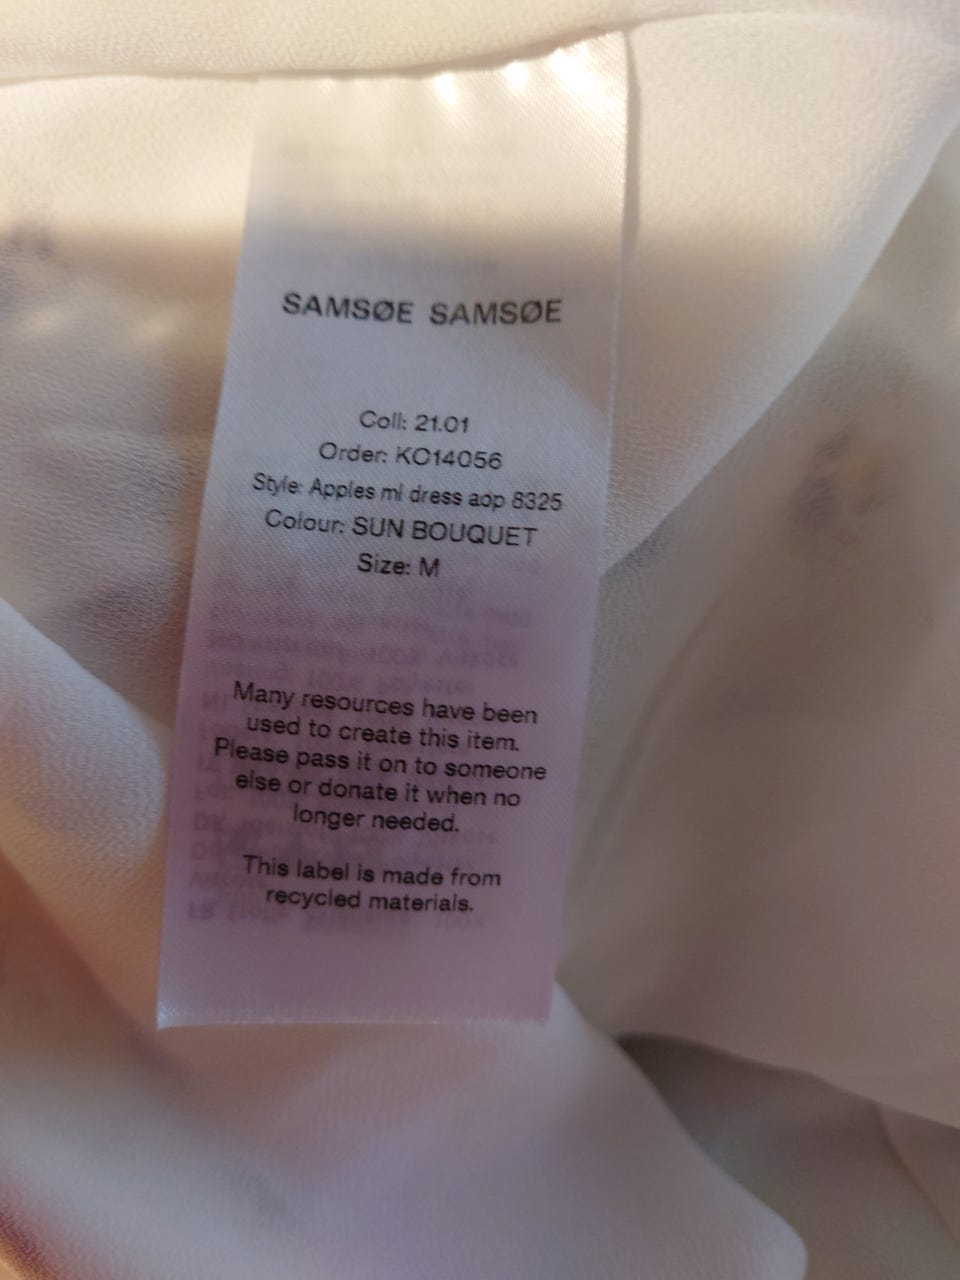 SAMSØE SAMSØE
Coll: 21.01
Order: KO14056
Style: Apples ml dress aop 8325
Colour: SUN BOUQUET
Size: M
Many resources have been
used to create this item.
Please pass it on to someone
else or donate it when no
longer needed.
This label is made from
recycled materials.